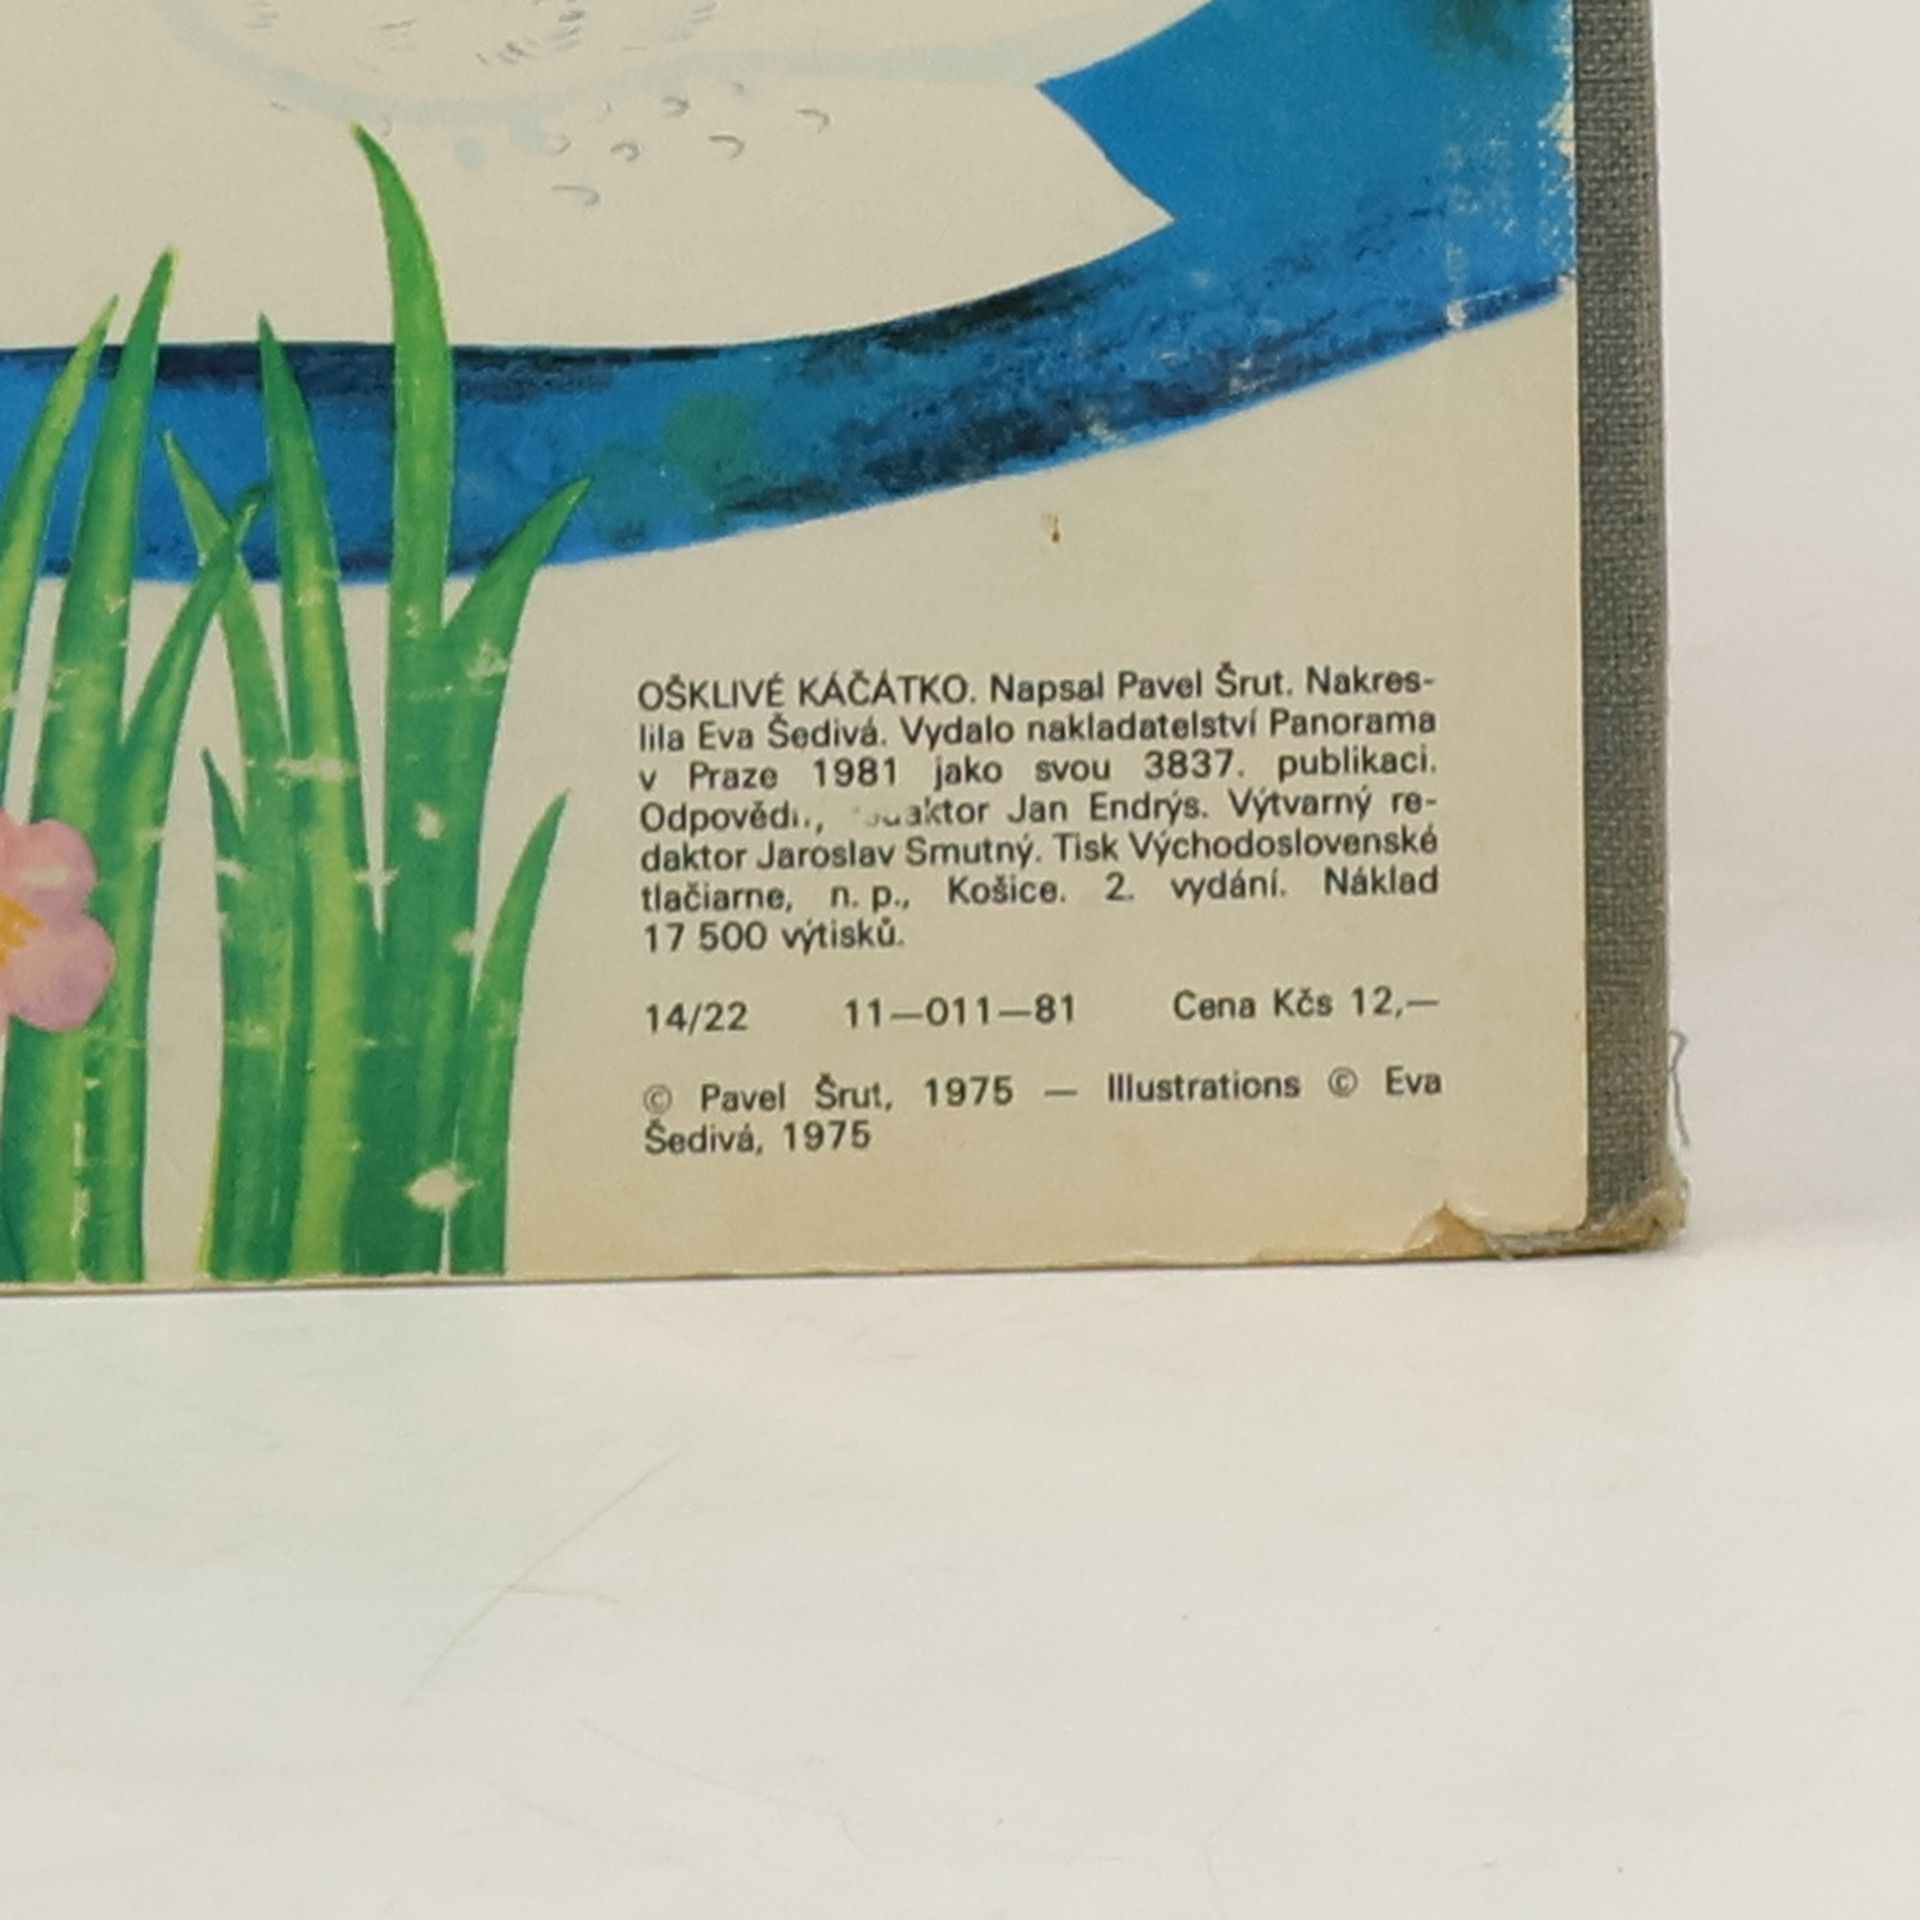 OŠKLIVÉ KÁČÁTKO. Napsal Pavel Šrut. Nakres-
lila Eva Šedivá. Vydalo nakladatelství Panorama
v Praze 1981 jako svou 3837. publikaci.
Jan Endrýs. Výtvarný re-
daktor Jaroslav Smutný. Tisk Východoslovenské
tlačiarne, n. p., Košice. 2. vydání. Náklad
17 500 výtisků.
14/22 11—011—81 Cena Kčs 12,—
© Pavel Šrut, 1975 — Illustrations © Eva
Šedivá, 1975